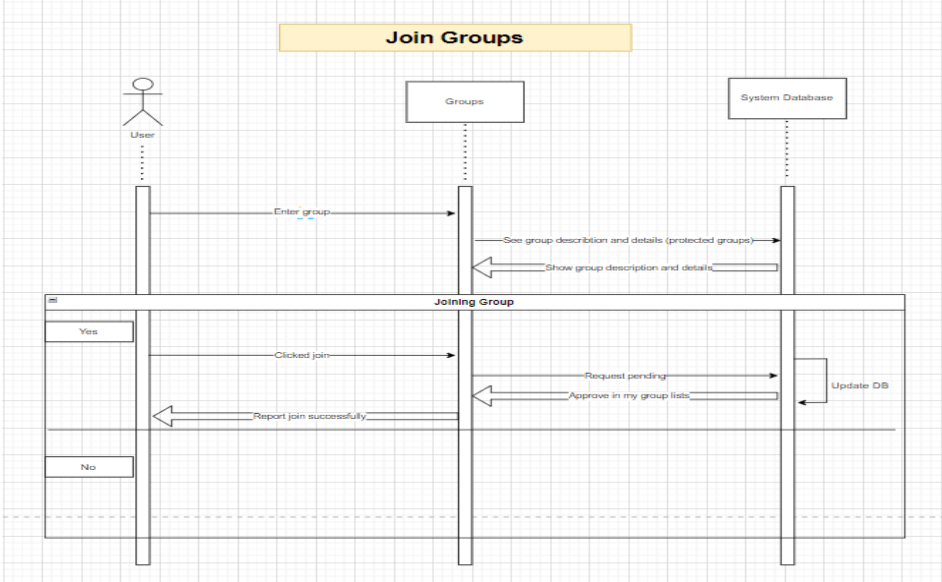 Join Groups
User
Groups
System Database
Enter group
See group describtion and details (protected groups)
Show group description and details
Joining Group
Yes
Clicked join
Request pending
Update DB
Approve in my group lists
Report join successfully
No